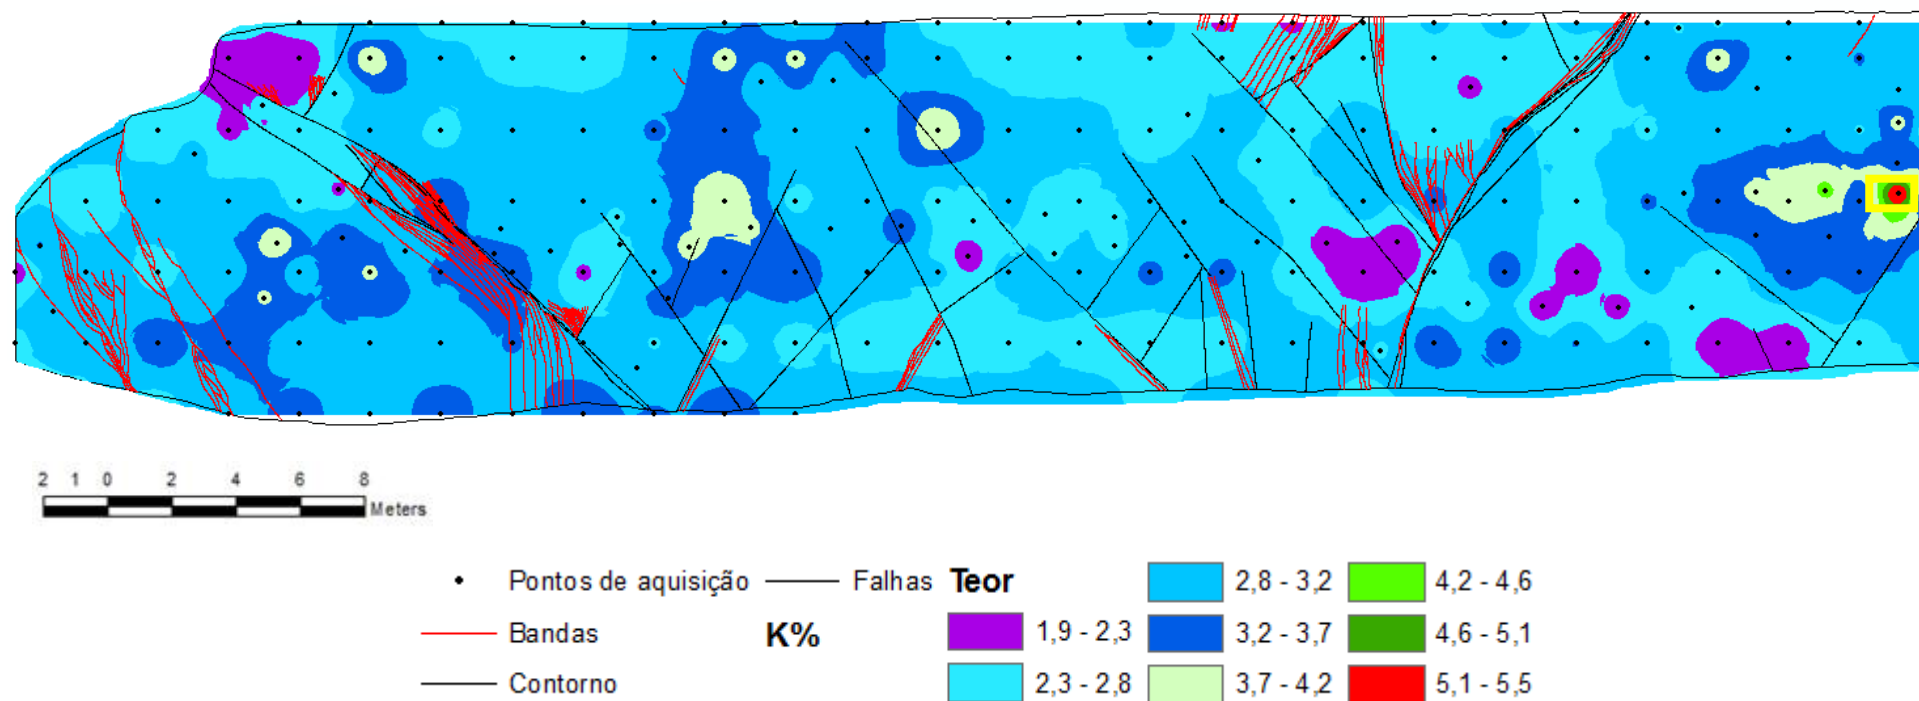 2 1 0 2 4 6 8
Meters
Pontos de aquisição
Falhas
Teor
2,8 - 3,2
4,2 - 4,6
Bandas
K%
1,9 - 2,3
3,2 - 3,7
4,6 - 5,1
Contorno
2,3 - 2,8
3,7 - 4,2
5,1 - 5,5